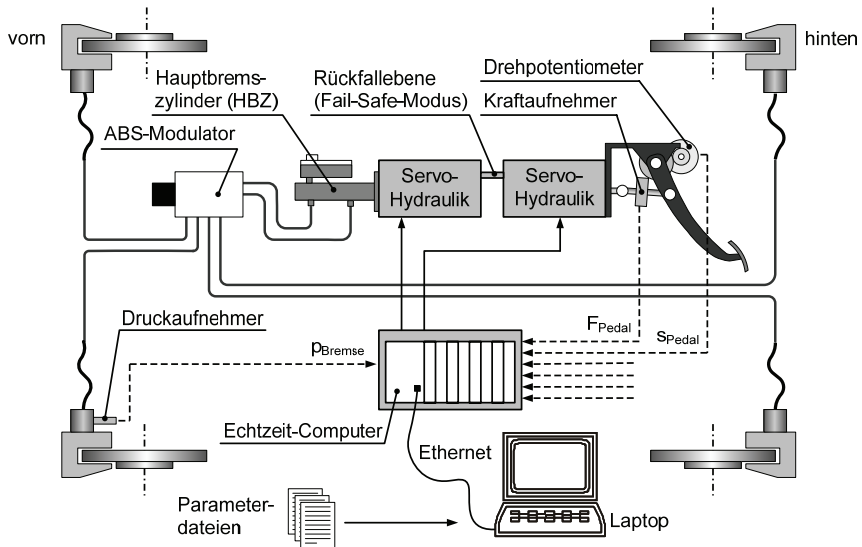 vorn
hinten
Hauptbrems-
zylinder (HBZ)
Rückfallebene
(Fail-Safe-Modus)
Drehpotentiometer
Kraftaufnehmer
ABS-Modulator
Servo-
Hydraulik
Servo-
Hydraulik
Druckaufnehmer
pBremse
FPedal
sPedal
Echtzeit-Computer
Ethernet
Parameter-
dateien
Laptop